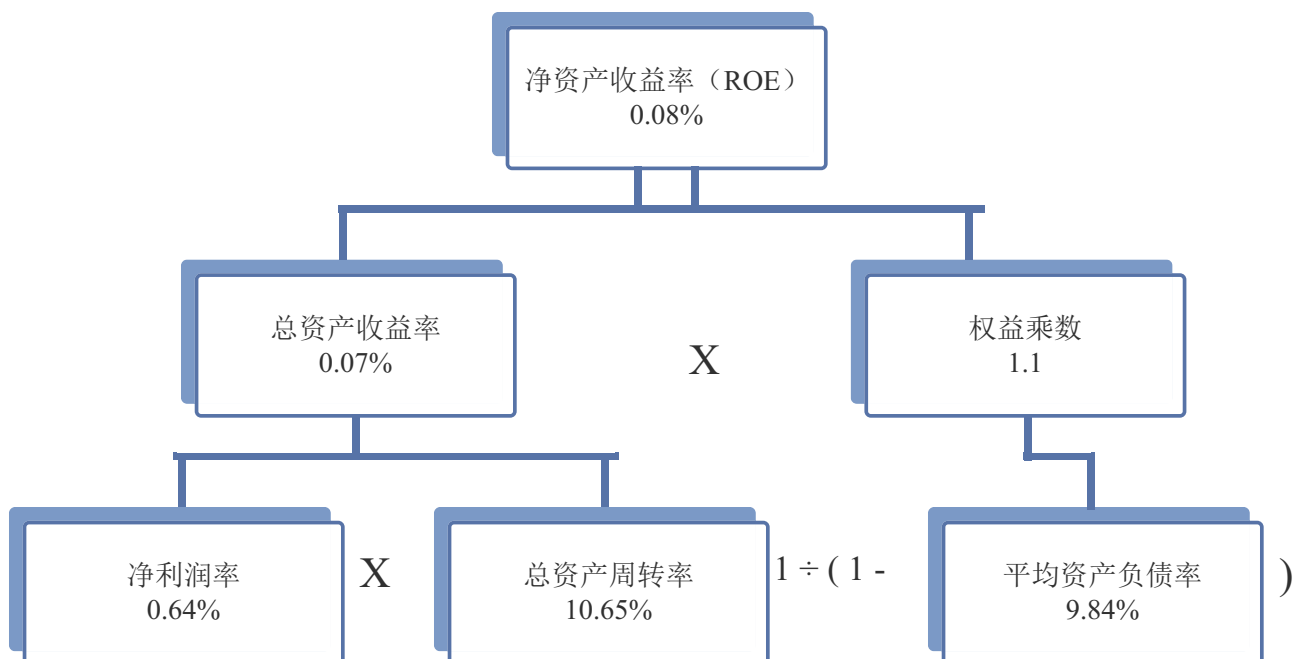 净资产收益率（ROE）
0.08%
总资产收益率
0.07%
X
权益乘数
1.1
净利润率
0.64%
X
总资产周转率
10.65%
1 ÷ ( 1 -
平均资产负债率
9.84%
)